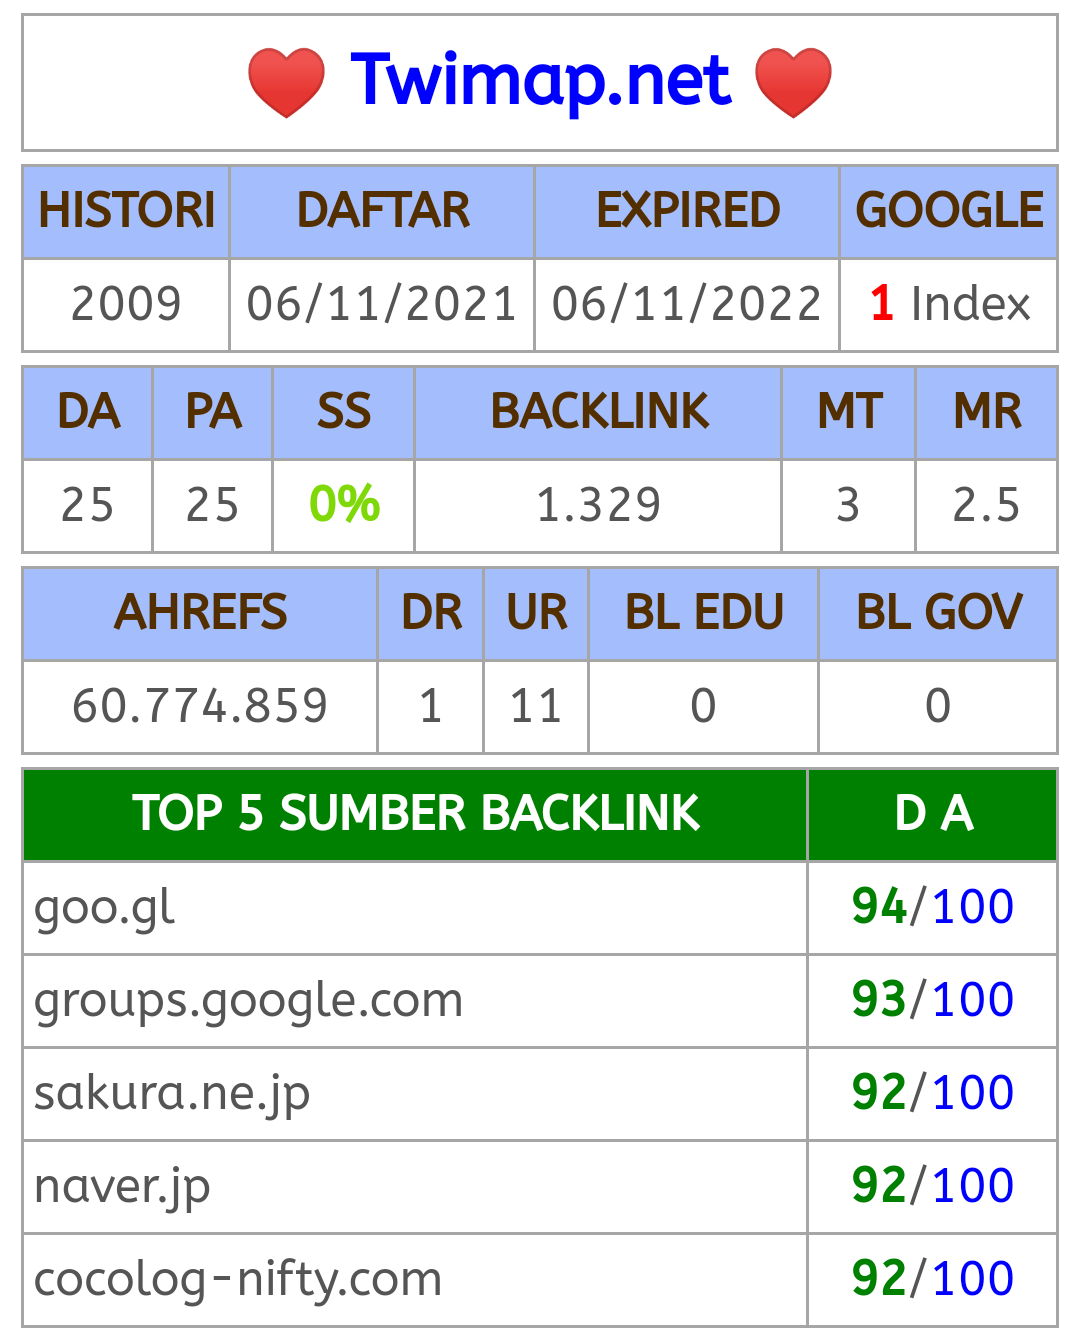 Twimap.net
HISTORI DAFTAR EXPIRED GOOGLE
2009 06/11/2021 06/11/2022 1 Index
DA PA SS BACKLINK MT MR
25 25 0% 1.329 3 2.5
AHREFS DR UR BL EDU BL GOV
60.774.859 1 11 0 0
TOP 5 SUMBER BACKLINK D A
goo.gl 94/100
groups.google.com 93/100
sakura.ne.jp 92/100
naver.jp 92/100
cocolog-nifty.com 92/100